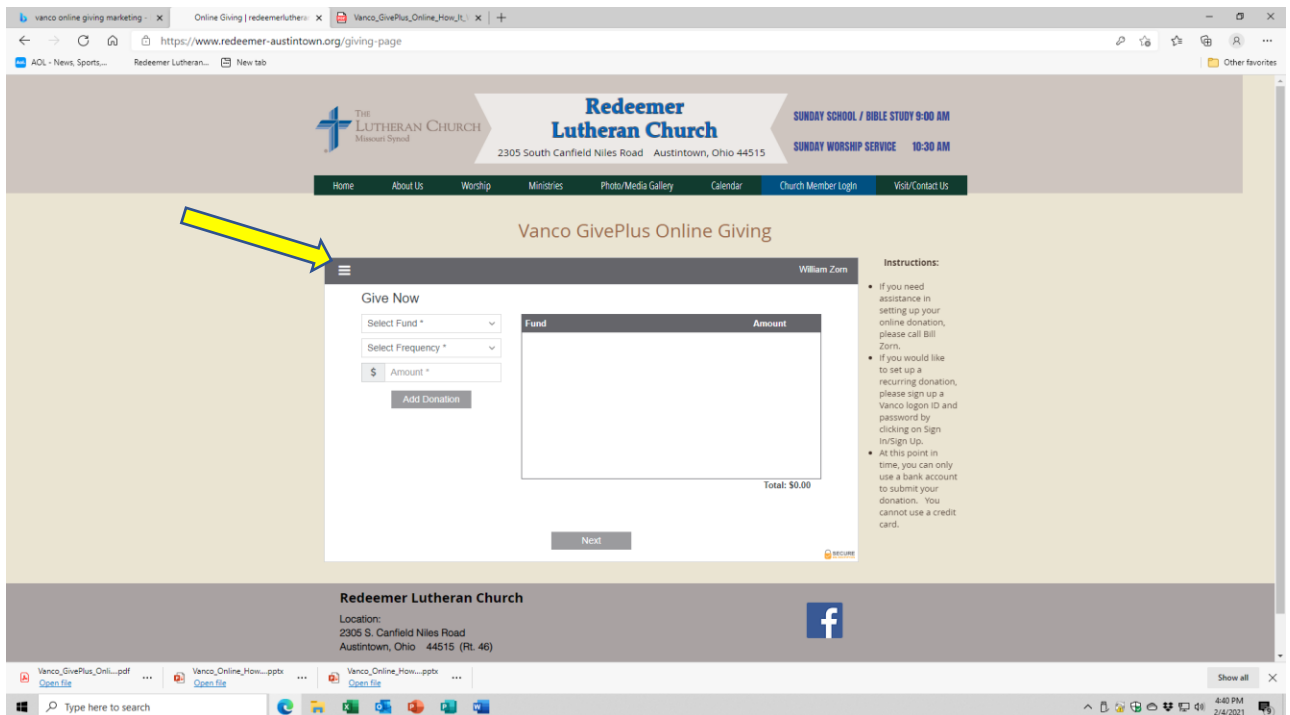 vanco online giving marketing -
Online Giving | redeemerluthera
Vanco_GivePlus_Online_How_It_
https://www.redeemer-austintown.org/giving-page
AOL - News, Sports,...
Redeemer Lutheran...
New tab
Other favorites
THE
LUTHERAN CHURCH
Missouri Synod
Redeemer
Lutheran Church
2305 South Canfield Niles Road Austintown, Ohio 44515
SUNDAY SCHOOL / BIBLE STUDY 9:00 AM
SUNDAY WORSHIP SERVICE 10:30 AM
Home
About Us
Worship
Ministries
Photo/Media Gallery
Calendar
Church Member Login
Visit/Contact Us
Vanco GivePlus Online Giving
William Zorn
Give Now
Select Fund *
Select Frequency *
$ Amount *
Add Donation
Fund Amount
Total: $0.00
Next
SECURE
Instructions:
• If you need
assistance in
setting up your
online donation,
please call Bill
Zorn.
• If you would like
to set up a
recurring donation,
please sign up a
Vanco logon ID and
password by
clicking on Sign
In/Sign Up.
• At this point in
time, you can only
use a bank account
to submit your
donation. You
cannot use a credit
card.
Redeemer Lutheran Church
Location:
2305 S. Canfield Niles Road
Austintown, Ohio 44515 (Rt. 46)
f
Vanco_GivePlus_Onli....pdf
Open file
Vanco_Online_How....pptx
Open file
Vanco_Online_How....pptx
Open file
Show all
Type here to search
4:40 PM
2/4/2021